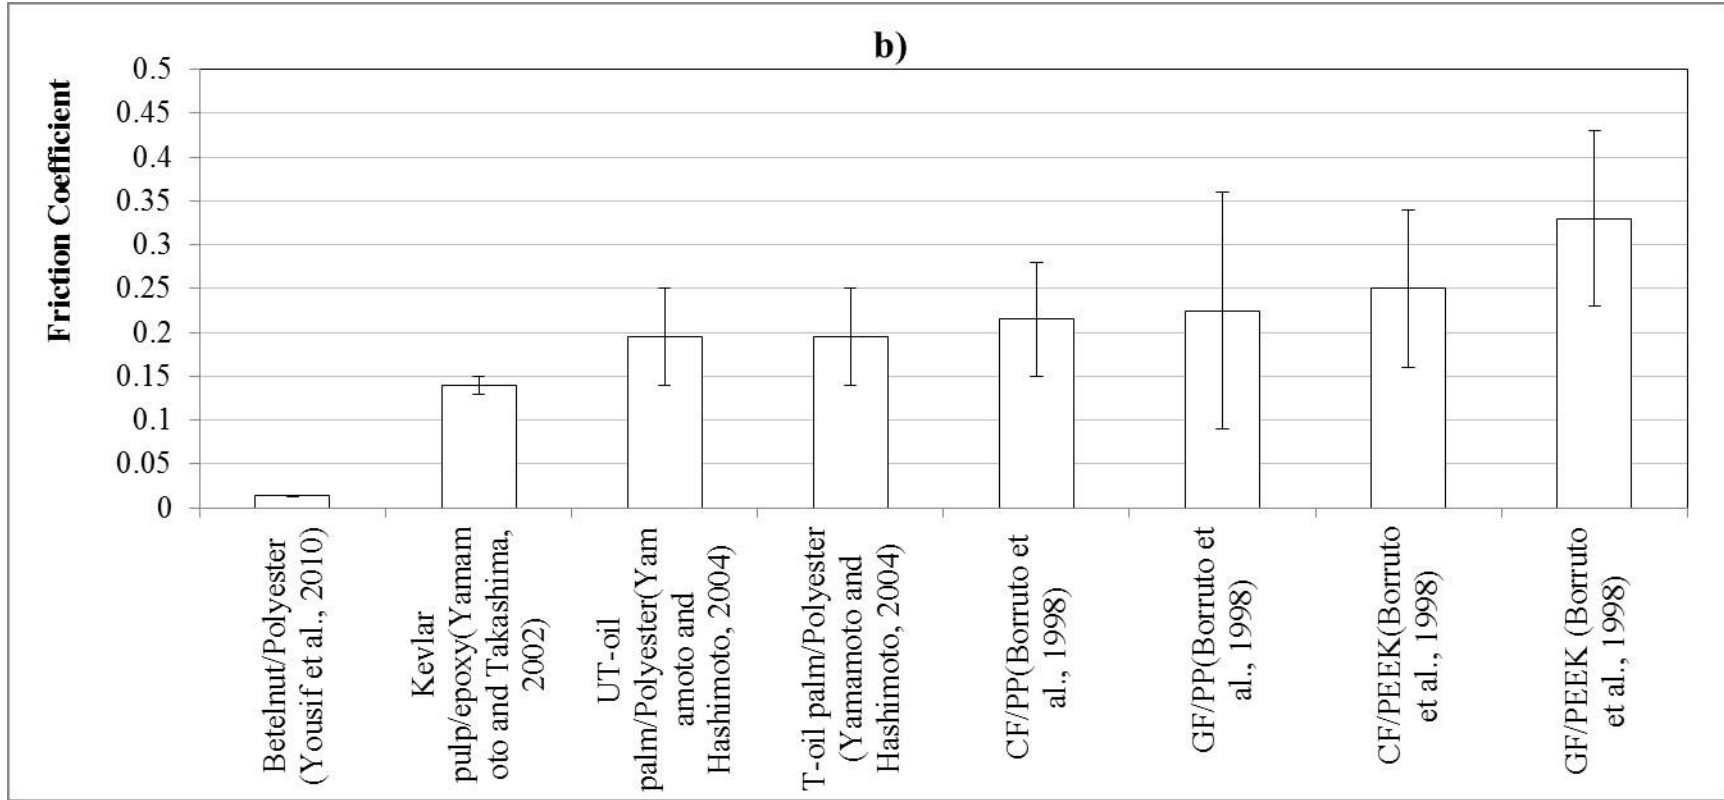 b)
Friction Coefficient
0.5
0.45
0.4
0.35
0.3
0.25
0.2
0.15
0.1
0.05
0
Betelnut/Polyester
(Yousif et al., 2010)
Kevlar
pulp/epoxy(Yamam
oto and Takashima,
2002)
UT-oil
palm/Polyester(Yam
amoto and
Hashimoto, 2004)
T-oil palm/Polyester
(Yamamoto and
Hashimoto, 2004)
CF/PP(Borruto et
al., 1998)
GF/PP(Borruto et
al., 1998)
CF/PEEK(Borruto
et al., 1998)
GF/PEEK (Borruto
et al., 1998)